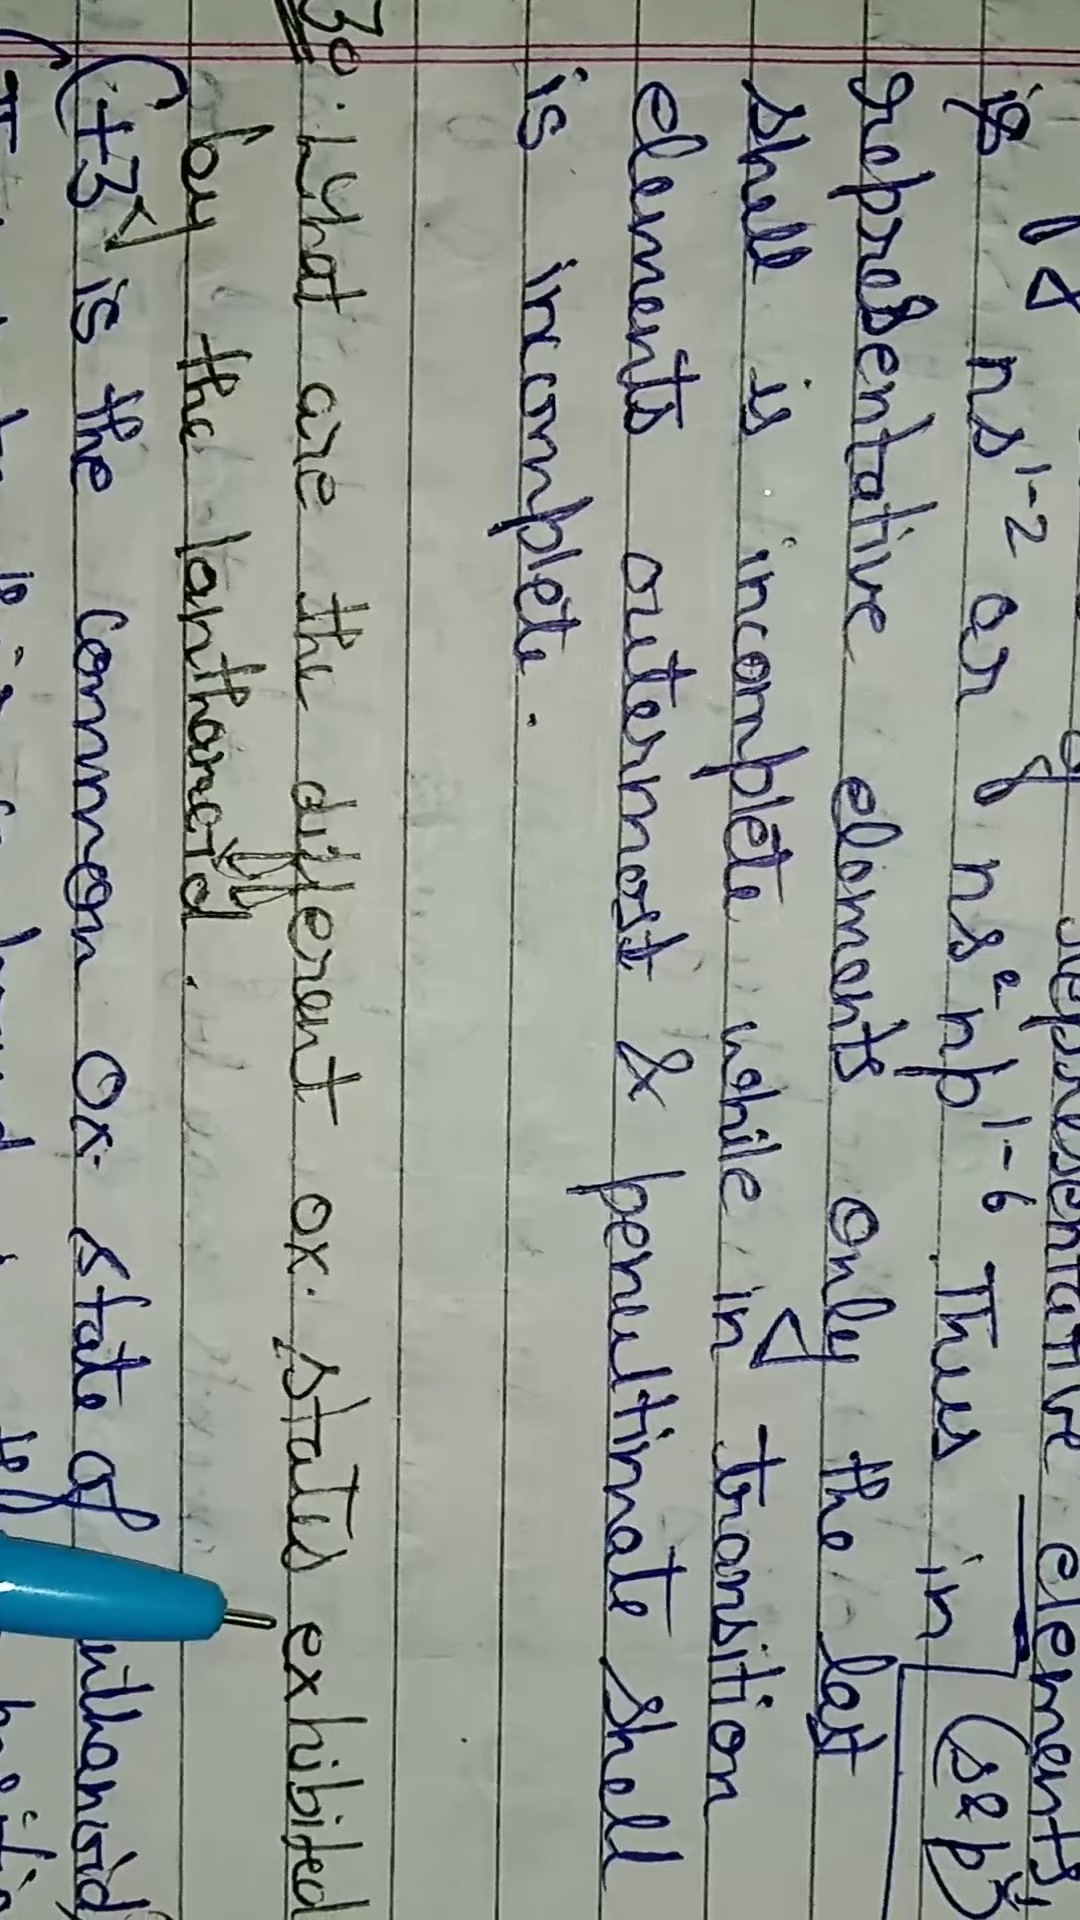 representative elements
is ns¹⁻² or ns²np¹⁻⁶. Thus in (s&p)
representative elements only the last
shell is incomplete while in transition
elements outermost & penultimate shell
is incomplete.
30. What are the different ox. states exhibited
by the lanthanoid.
(+3) is the common ox. state of